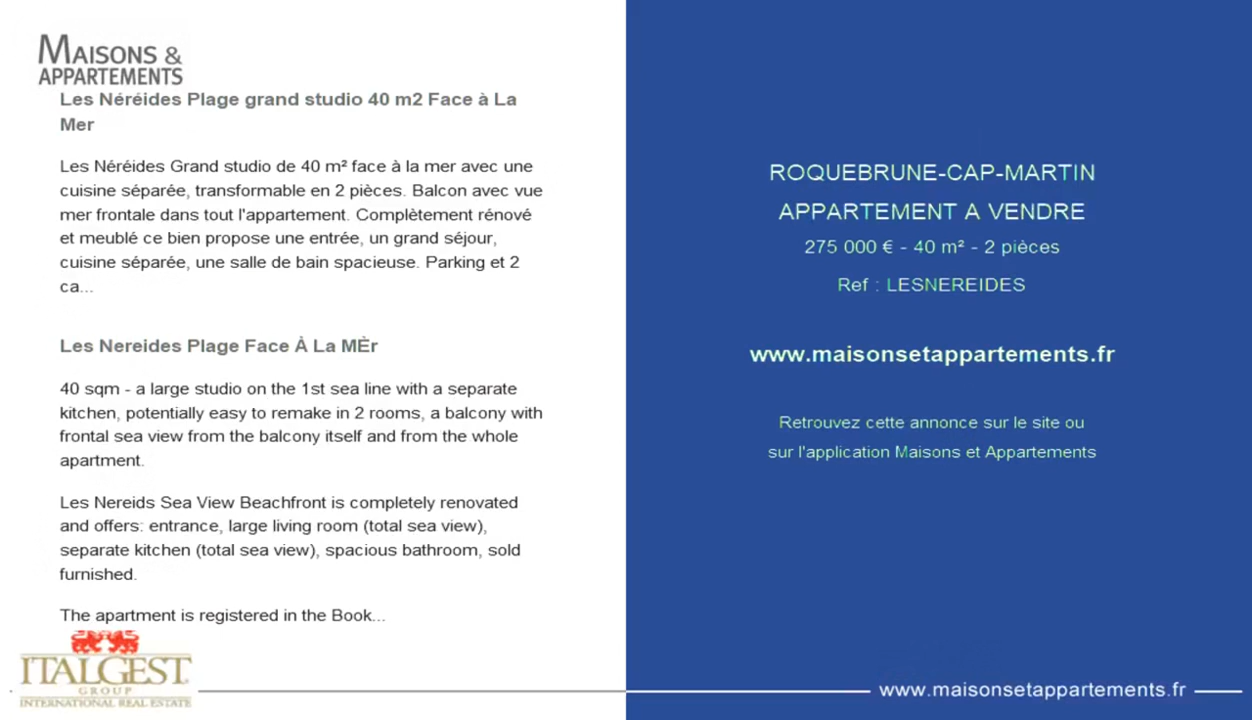 MAISONS &
APPARTEMENTS
Les Néréides Plage grand studio 40 m2 Face à La
Mer
Les Néréides Grand studio de 40 m² face à la mer avec une
cuisine séparée, transformable en 2 pièces. Balcon avec vue
mer frontale dans tout l'appartement. Complètement rénové
et meublé ce bien propose une entrée, un grand séjour,
cuisine séparée, une salle de bain spacieuse. Parking et 2
ca...
Les Nereides Plage Face À La MÈr
40 sqm - a large studio on the 1st sea line with a separate
kitchen, potentially easy to remake in 2 rooms, a balcony with
frontal sea view from the balcony itself and from the whole
apartment.
Les Nereids Sea View Beachfront is completely renovated
and offers: entrance, large living room (total sea view),
separate kitchen (total sea view), spacious bathroom, sold
furnished.
The apartment is registered in the Book...
ITALGEST
GROUP
INTERNATIONAL REAL ESTATE
ROQUEBRUNE-CAP-MARTIN
APPARTEMENT A VENDRE
275 000 € - 40 m² - 2 pièces
Ref : LESNEREIDES
www.maisonsetappartements.fr
Retrouvez cette annonce sur le site ou
sur l'application Maisons et Appartements
www.maisonsetappartements.fr